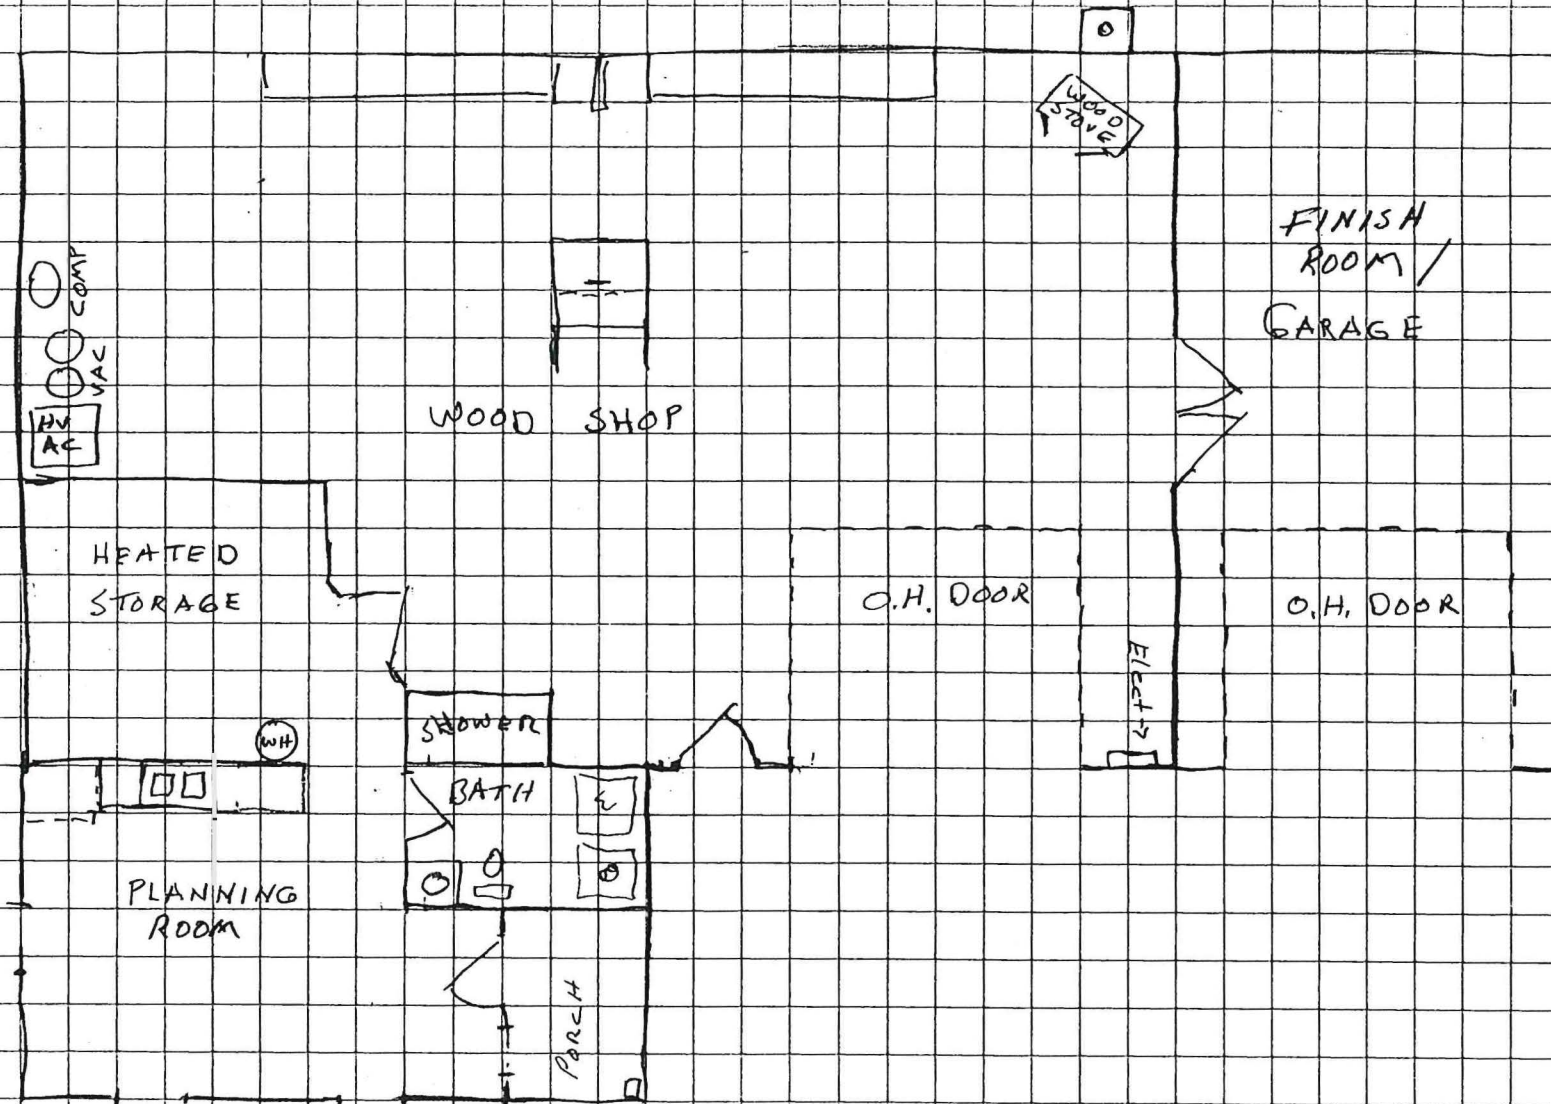 WOOD
STOVE
FINISH
ROOM /
GARAGE
COMP
VAC
HV
AC
WOOD SHOP
HEATED
STORAGE
O.H. DOOR
O.H. DOOR
Elect →
SHOWER
WH
BATH
PLANNING
ROOM
PORCH